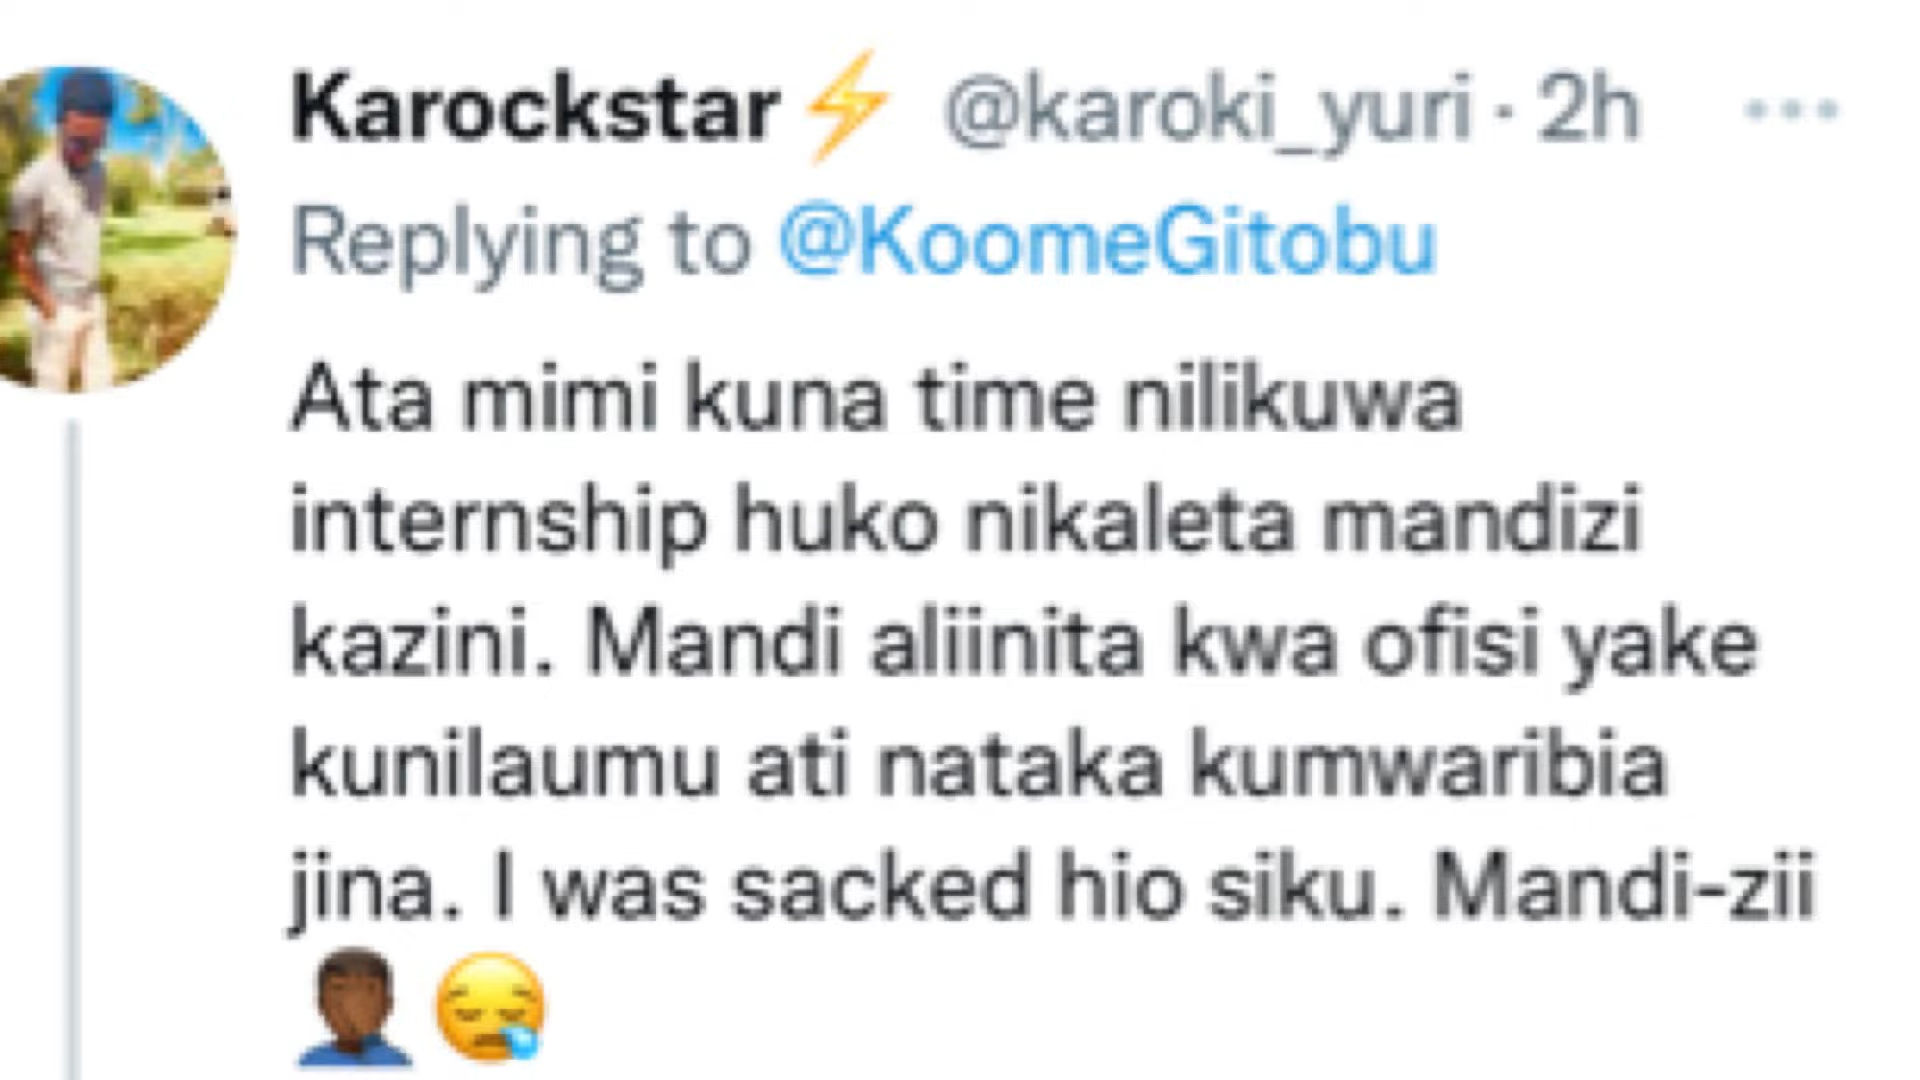 Karockstar⚡ @karoki_yuri · 2h ...
Replying to @KoomeGitobu
Ata mimi kuna time nilikuwa
internship huko nikaleta mandizi
kazini. Mandi aliinita kwa ofisi yake
kunilaumu ati nataka kumwaribia
jina. I was sacked hio siku. Mandi-zii
🤦🏾‍♂️😪